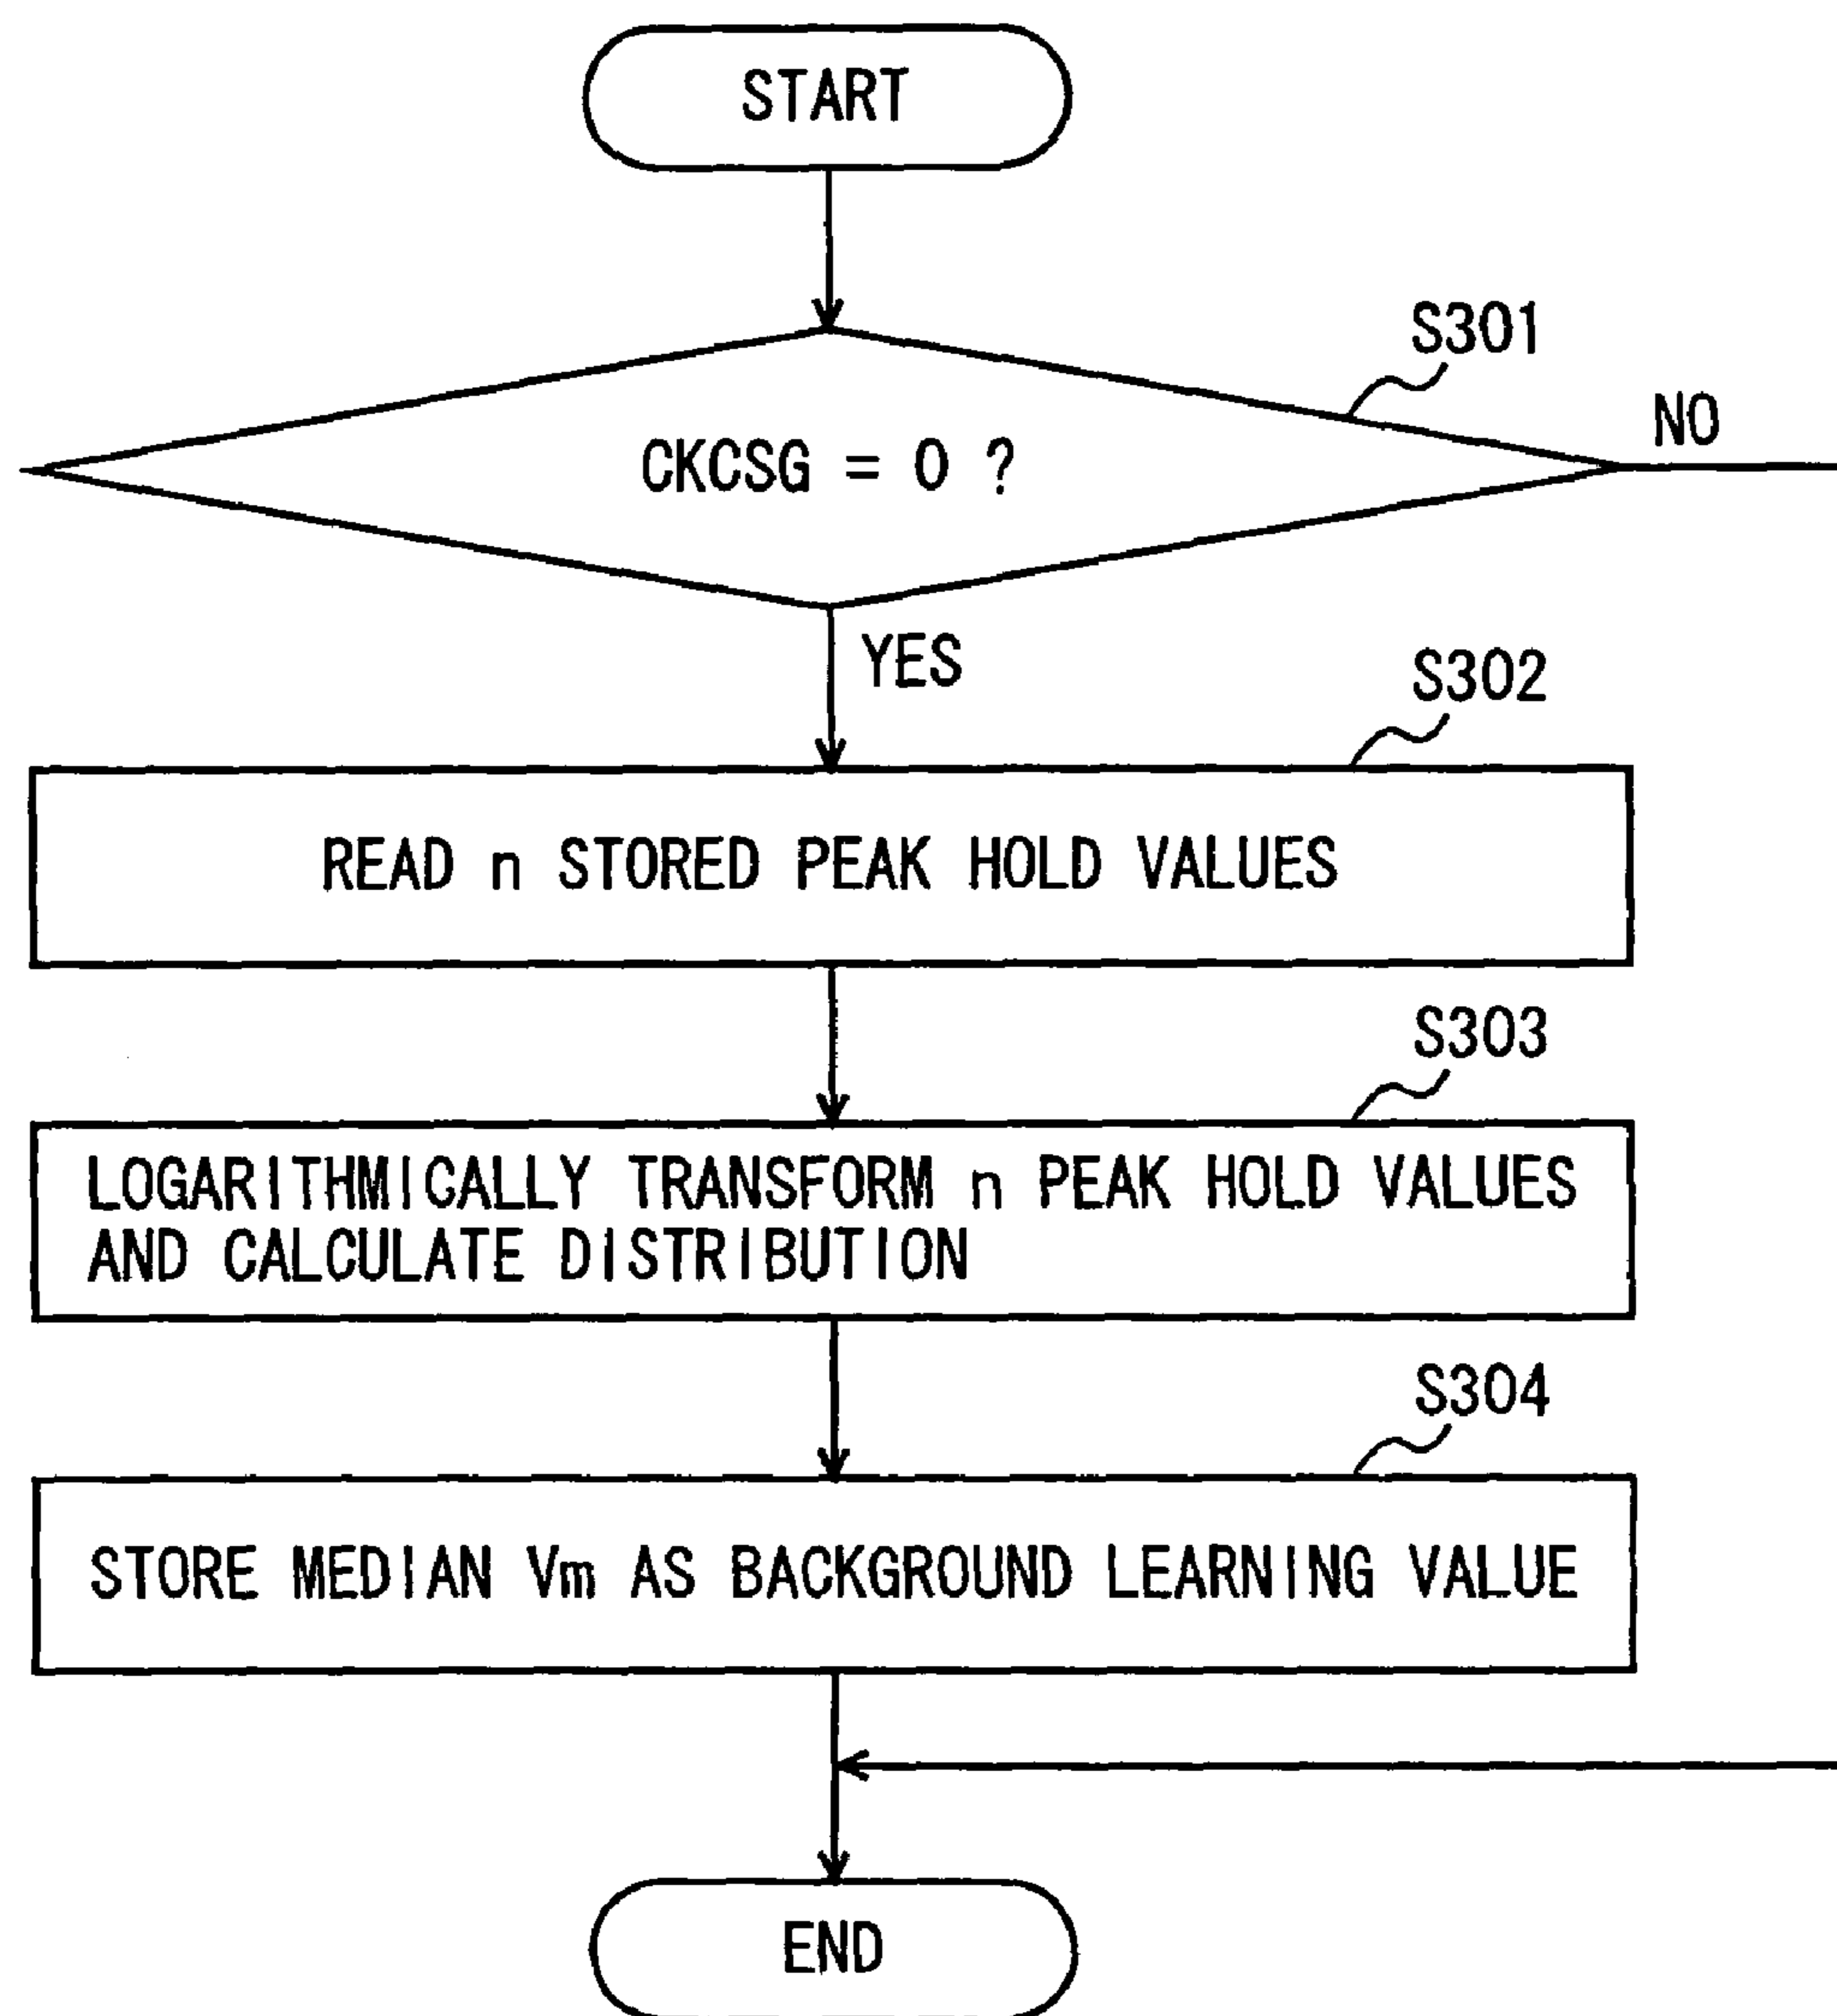 START
S301
NO
CKCSG = 0 ?
YES
S302
READ n STORED PEAK HOLD VALUES
S303
LOGARITHMICALLY TRANSFORM n PEAK HOLD VALUES
AND CALCULATE DISTRIBUTION
S304
STORE MEDIAN Vm AS BACKGROUND LEARNING VALUE
END